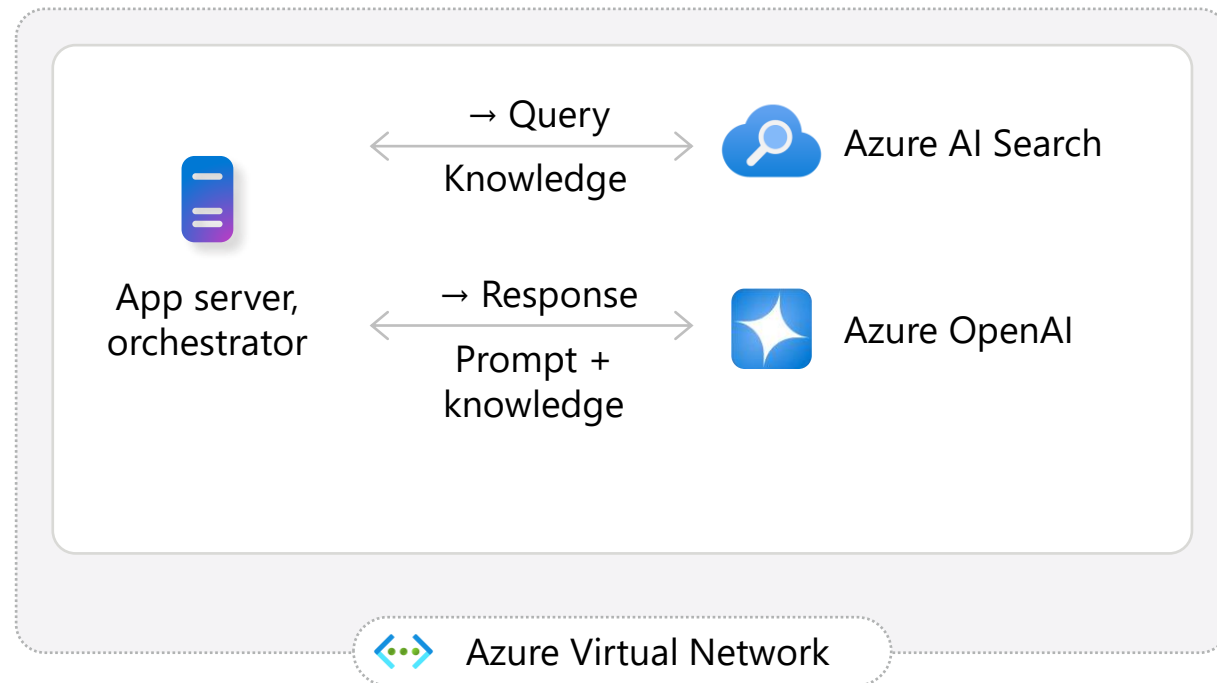 → Query
Knowledge
Azure AI Search
App server,
orchestrator
→ Response
Prompt +
knowledge
Azure OpenAI
Azure Virtual Network